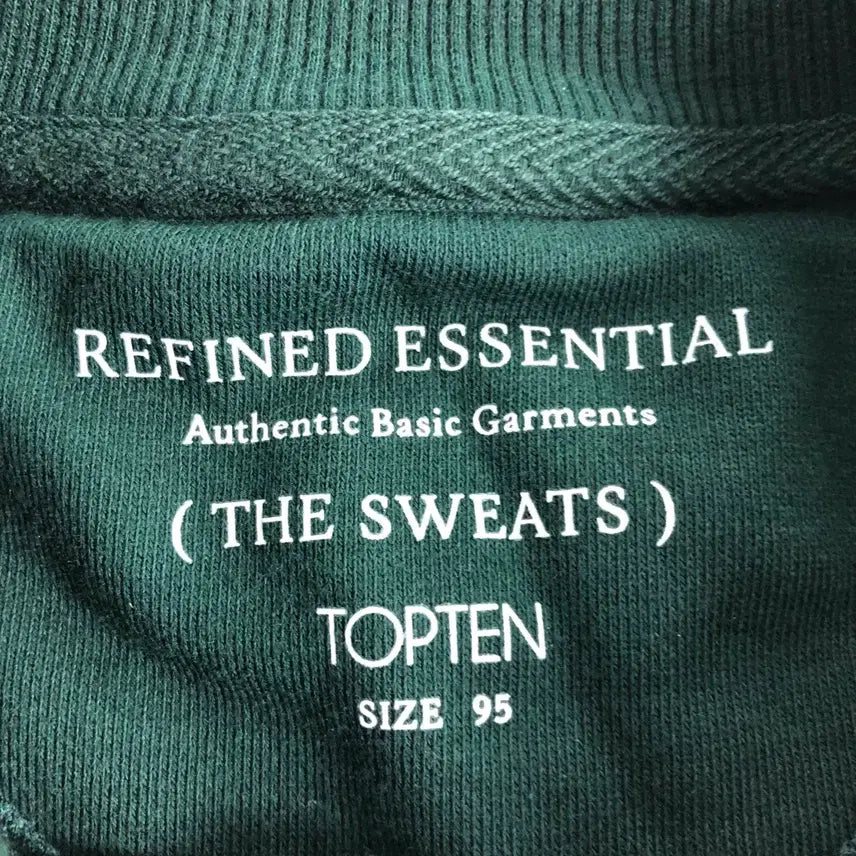 REFINED ESSENTIAL
Authentic Basic Garments
( THE SWEATS )
TOPTEN
SIZE 95